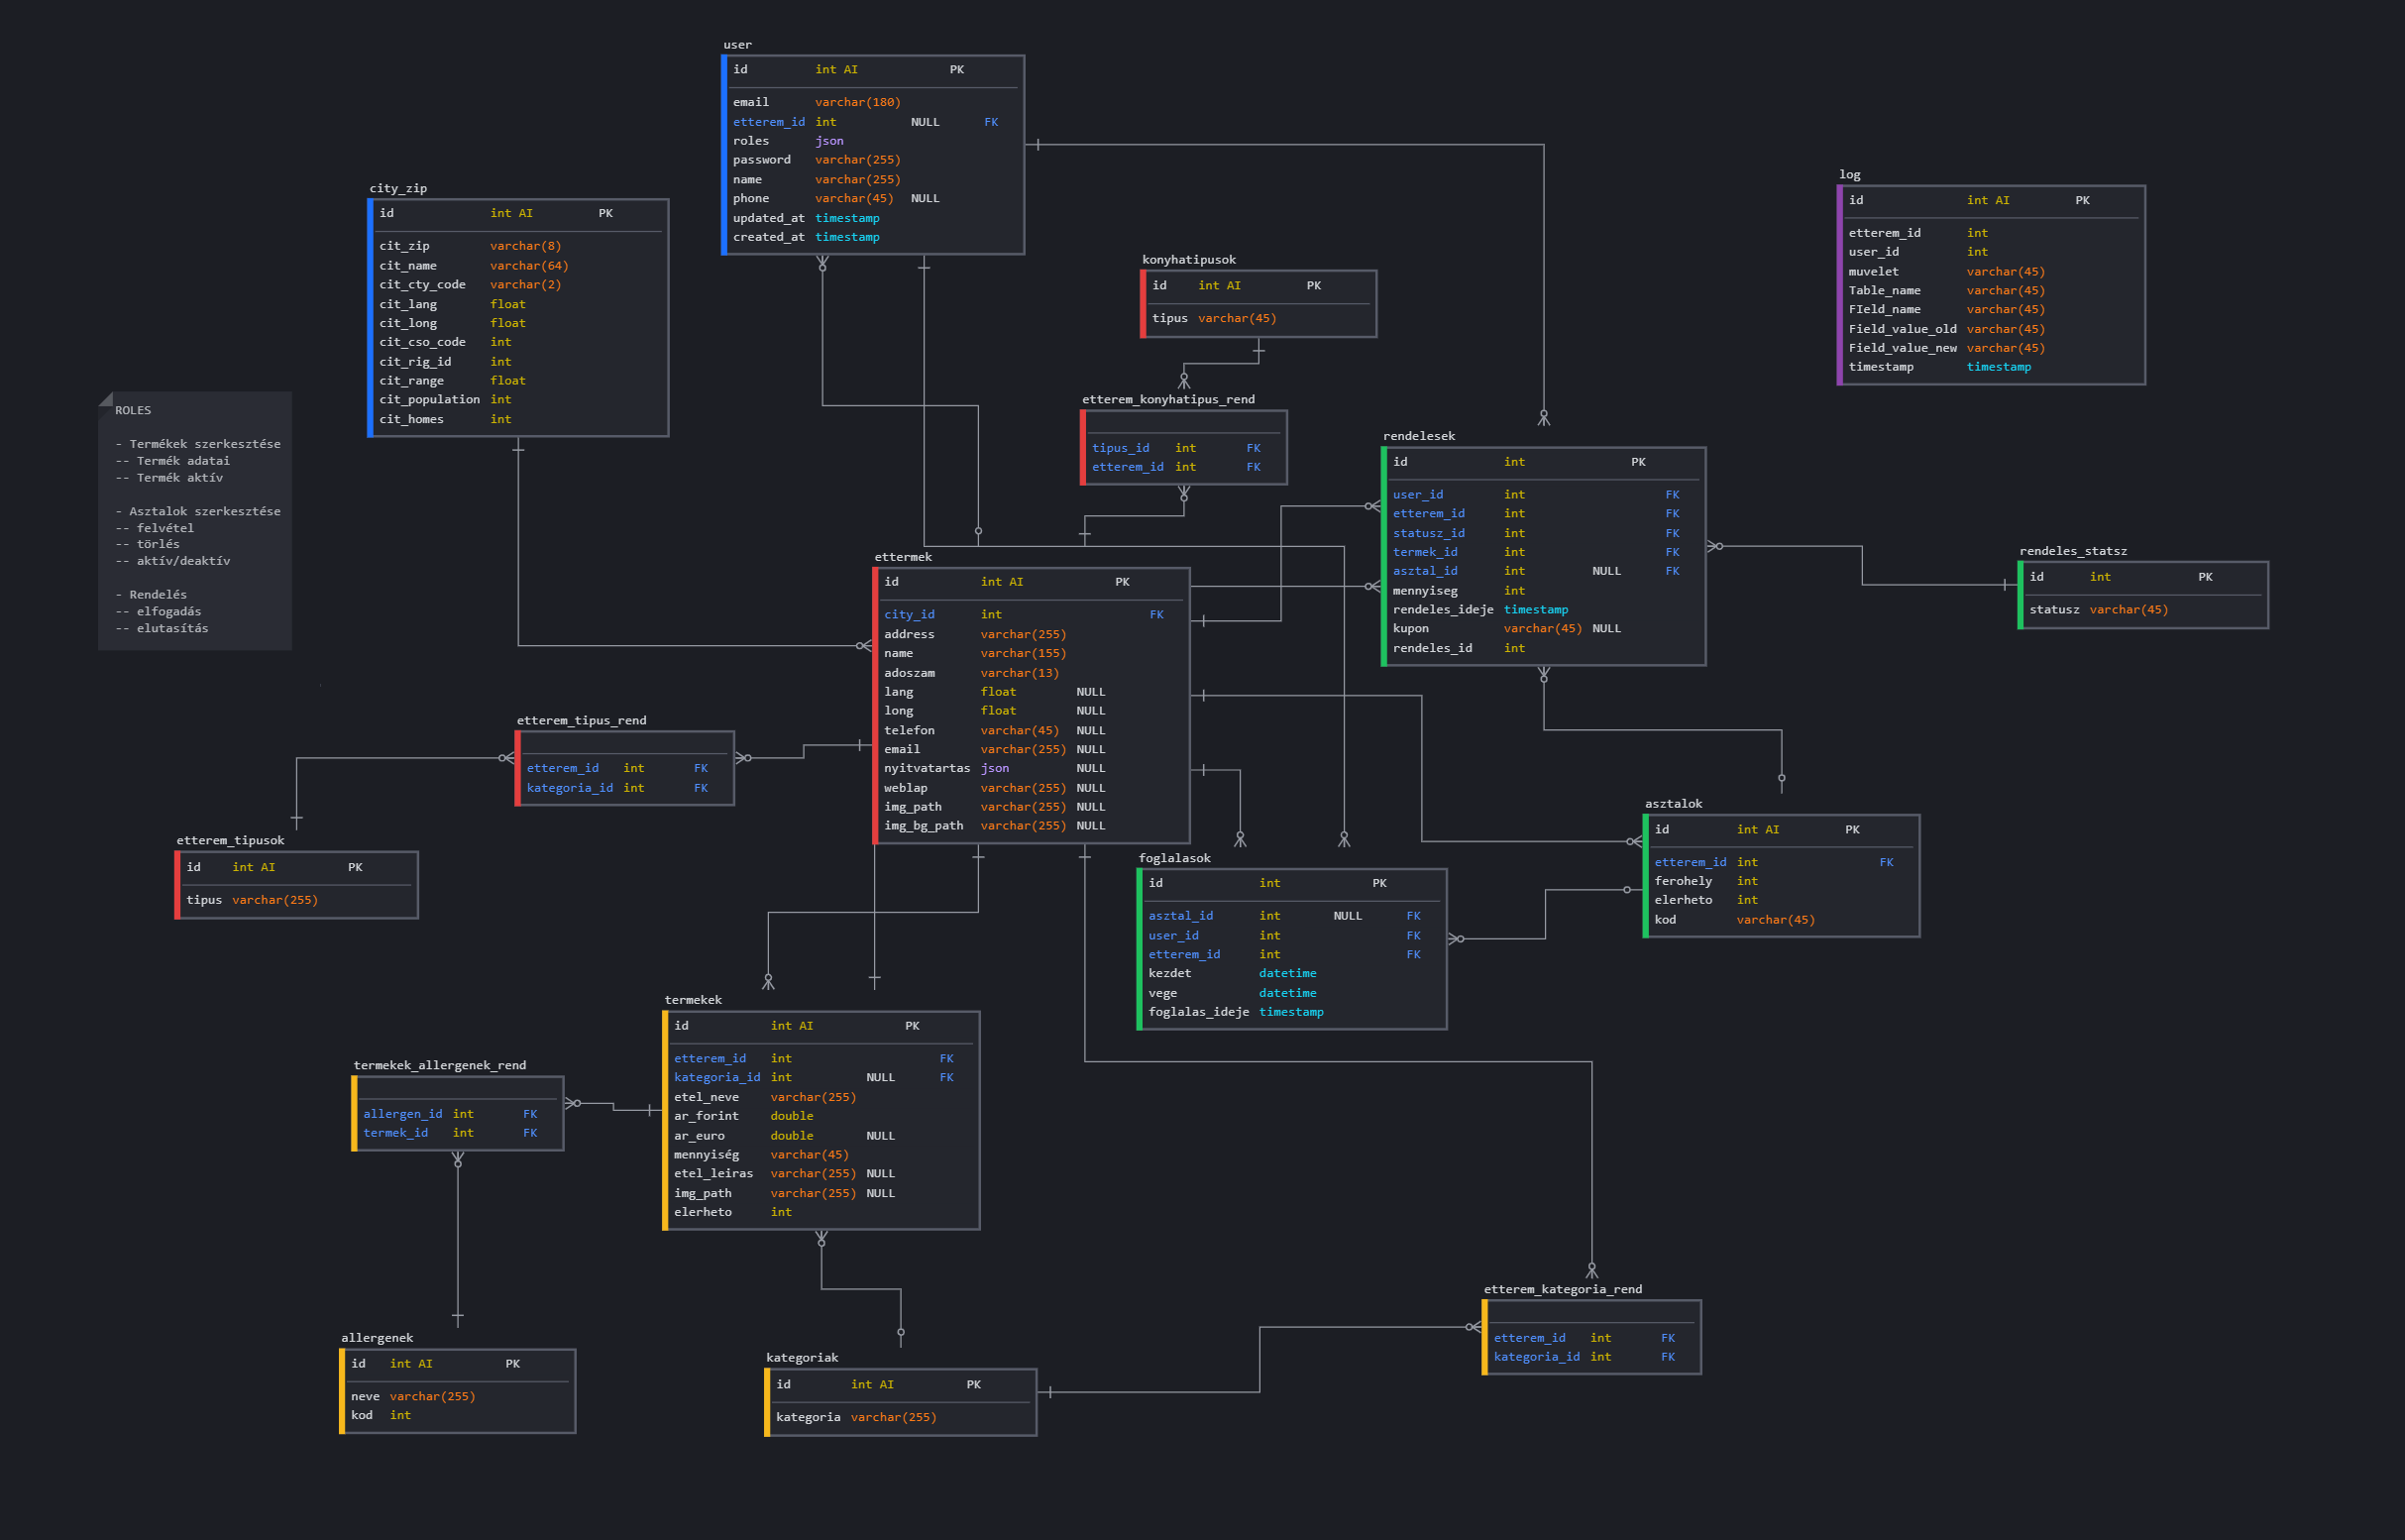 user
id int AI PK
email varchar(180)
etterem_id int NULL FK
roles json
password varchar(255)
name varchar(255)
phone varchar(45) NULL
updated_at timestamp
created_at timestamp
log
id int AI PK
etterem_id int
user_id int
muvelet varchar(45)
Table_name varchar(45)
FIeld_name varchar(45)
Field_value_old varchar(45)
Field_value_new varchar(45)
timestamp timestamp
city_zip
id int AI PK
cit_zip varchar(8)
cit_name varchar(64)
cit_cty_code varchar(2)
cit_lang float
cit_long float
cit_cso_code int
cit_rig_id int
cit_range float
cit_population int
cit_homes int
konyhatipusok
id int AI PK
tipus varchar(45)
etterem_konyhatipus_rend
tipus_id int FK
etterem_id int FK
ROLES
- Termékek szerkesztése
-- Termék adatai
-- Termék aktív
- Asztalok szerkesztése
-- felvétel
-- törlés
-- aktív/deaktív
- Rendelés
-- elfogadás
-- elutasítás
rendelesek
id int PK
user_id int FK
etterem_id int FK
statusz_id int FK
termek_id int FK
asztal_id int NULL FK
mennyiseg int
rendeles_ideje timestamp
kupon varchar(45) NULL
rendeles_id int
rendeles_statsz
id int PK
statusz varchar(45)
ettermek
id int AI PK
city_id int FK
address varchar(255)
name varchar(155)
adoszam varchar(13)
lang float NULL
long float NULL
telefon varchar(45) NULL
email varchar(255) NULL
nyitvatartas json NULL
weblap varchar(255) NULL
img_path varchar(255) NULL
img_bg_path varchar(255) NULL
etterem_tipus_rend
etterem_id int FK
kategoria_id int FK
etterem_tipusok
id int AI PK
tipus varchar(255)
asztalok
id int AI PK
etterem_id int FK
ferohely int
elerheto int
kod varchar(45)
foglalasok
id int PK
asztal_id int NULL FK
user_id int FK
etterem_id int FK
kezdet datetime
vege datetime
foglalas_ideje timestamp
termekek
id int AI PK
etterem_id int FK
kategoria_id int NULL FK
etel_neve varchar(255)
ar_forint double
ar_euro double NULL
mennyiség varchar(45)
etel_leiras varchar(255) NULL
img_path varchar(255) NULL
elerheto int
termekek_allergenek_rend
allergen_id int FK
termek_id int FK
etterem_kategoria_rend
etterem_id int FK
kategoria_id int FK
allergenek
id int AI PK
neve varchar(255)
kod int
kategoriak
id int AI PK
kategoria varchar(255)